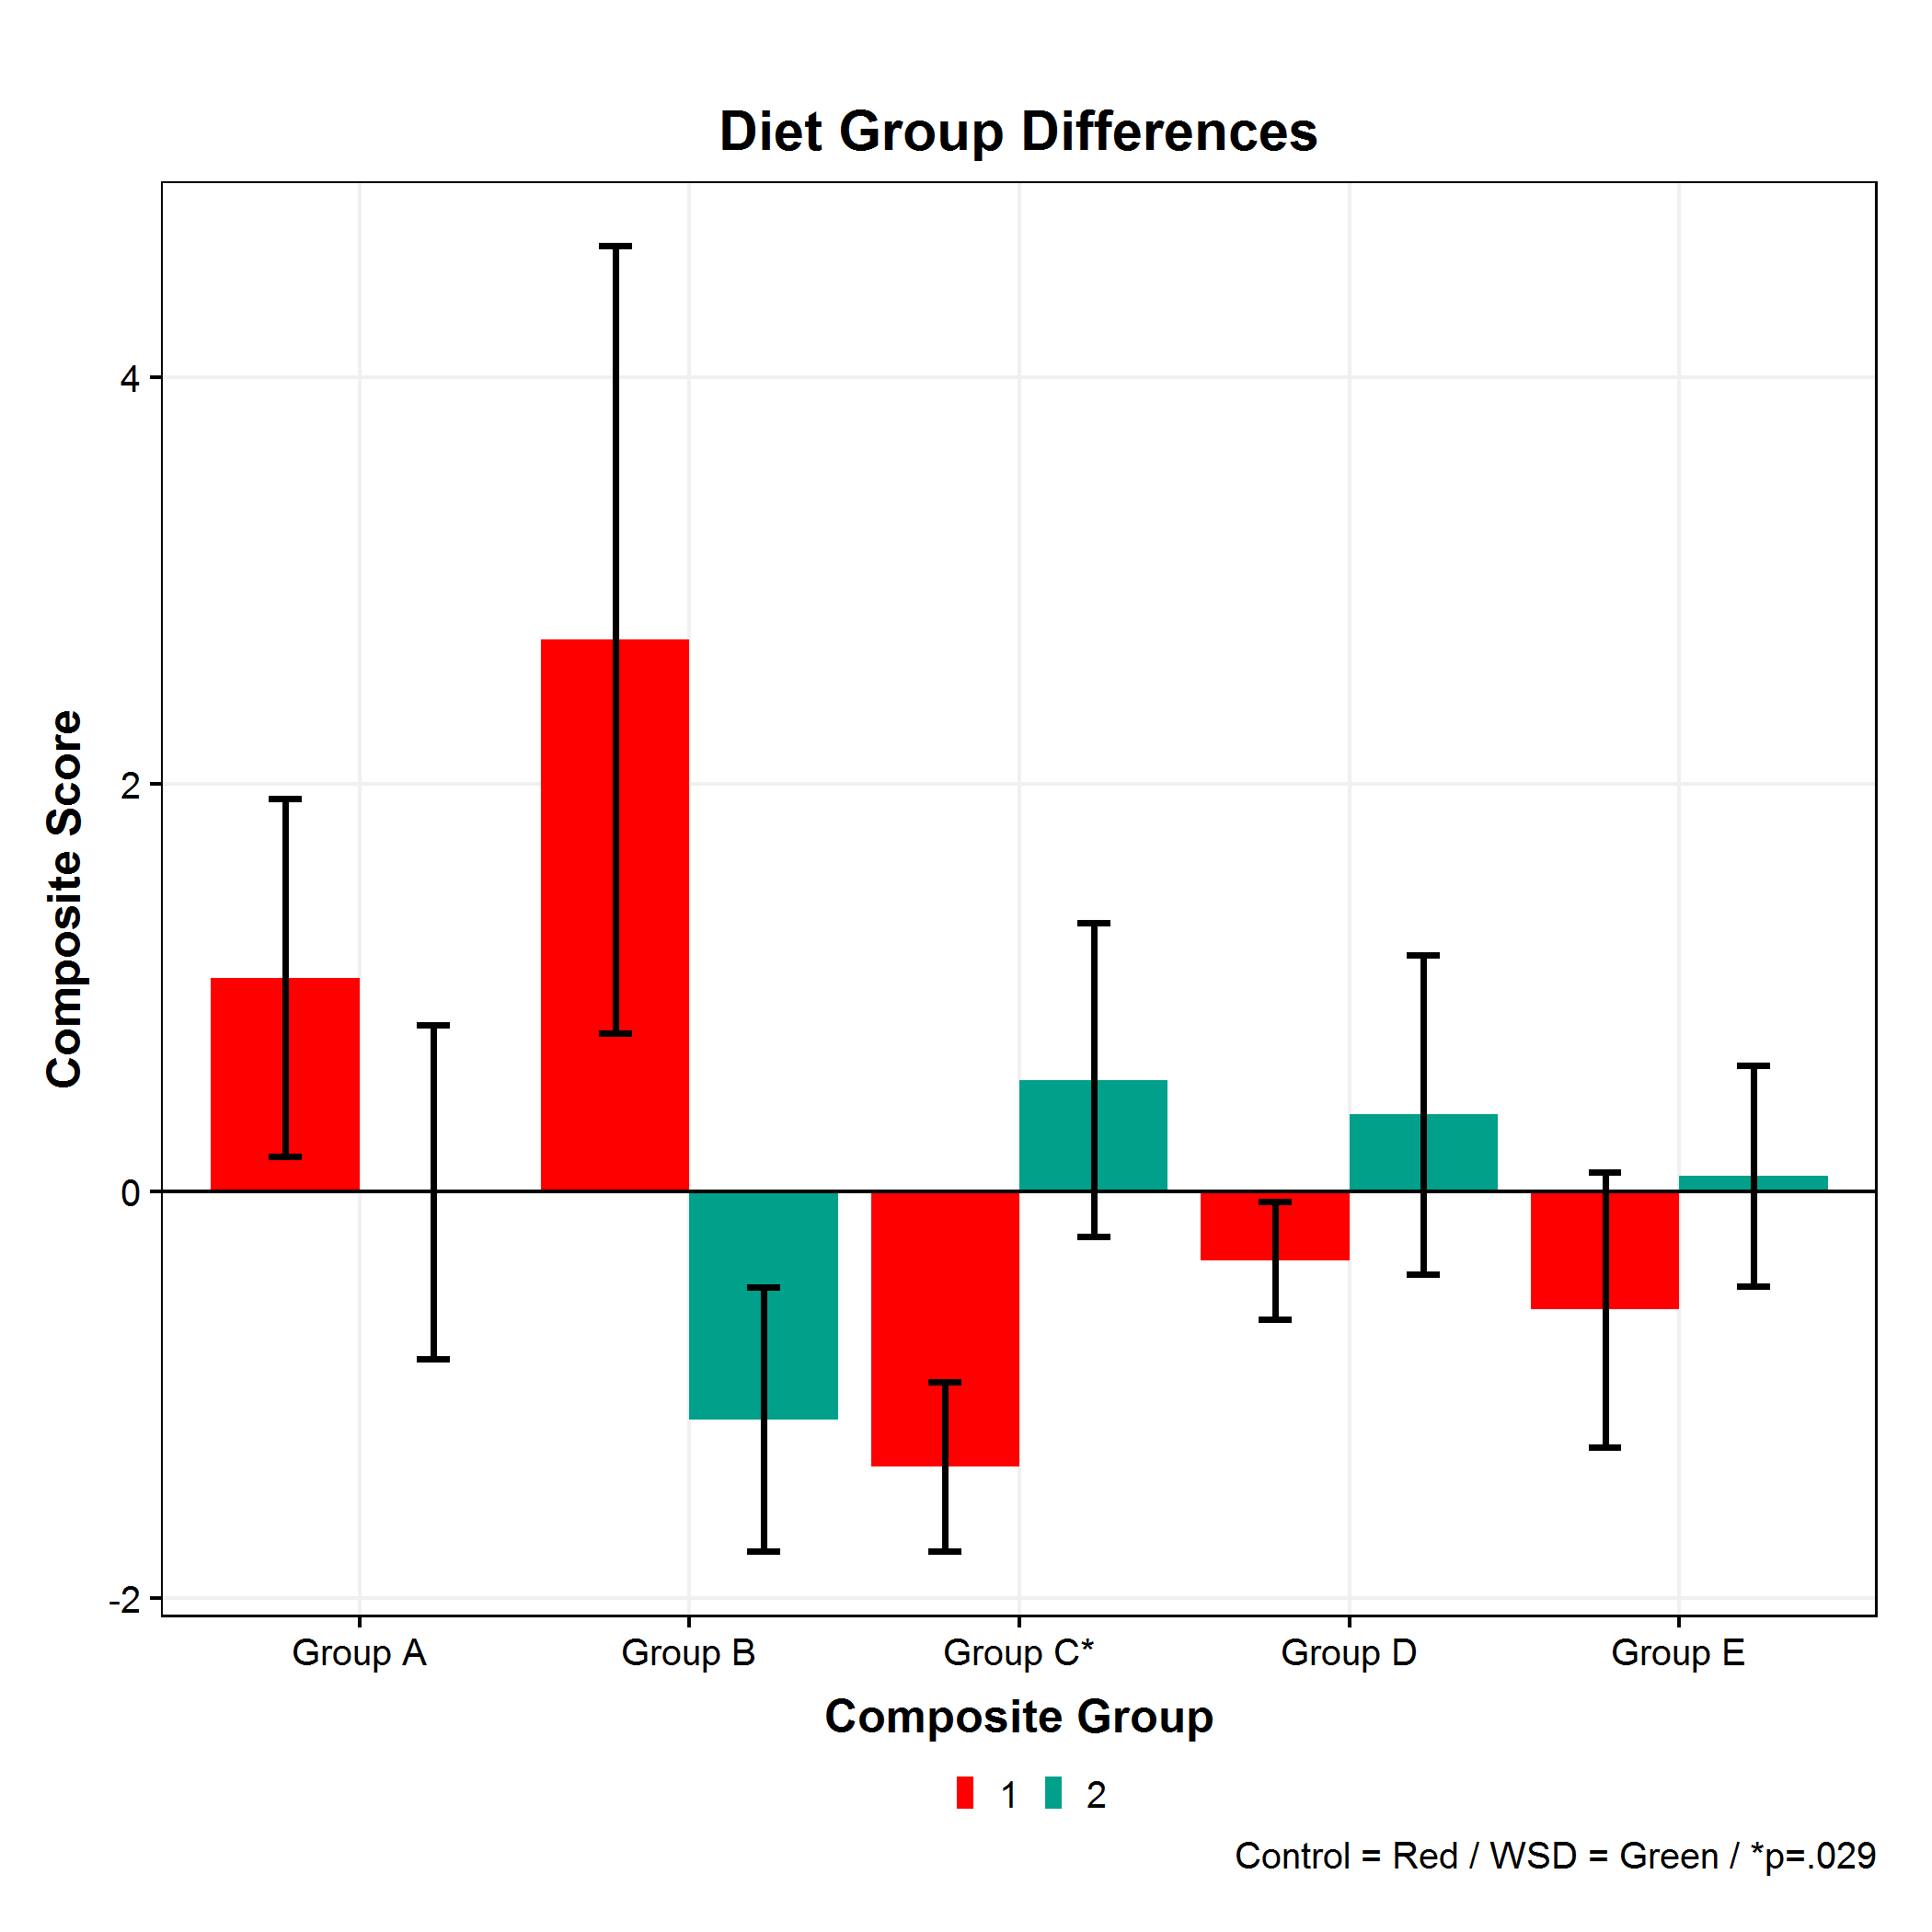 Diet Group Differences
Composite Score
4
2
0
-2
Group A Group B Group C* Group D Group E
Composite Group
1 2
Control = Red / WSD = Green / *p=.029